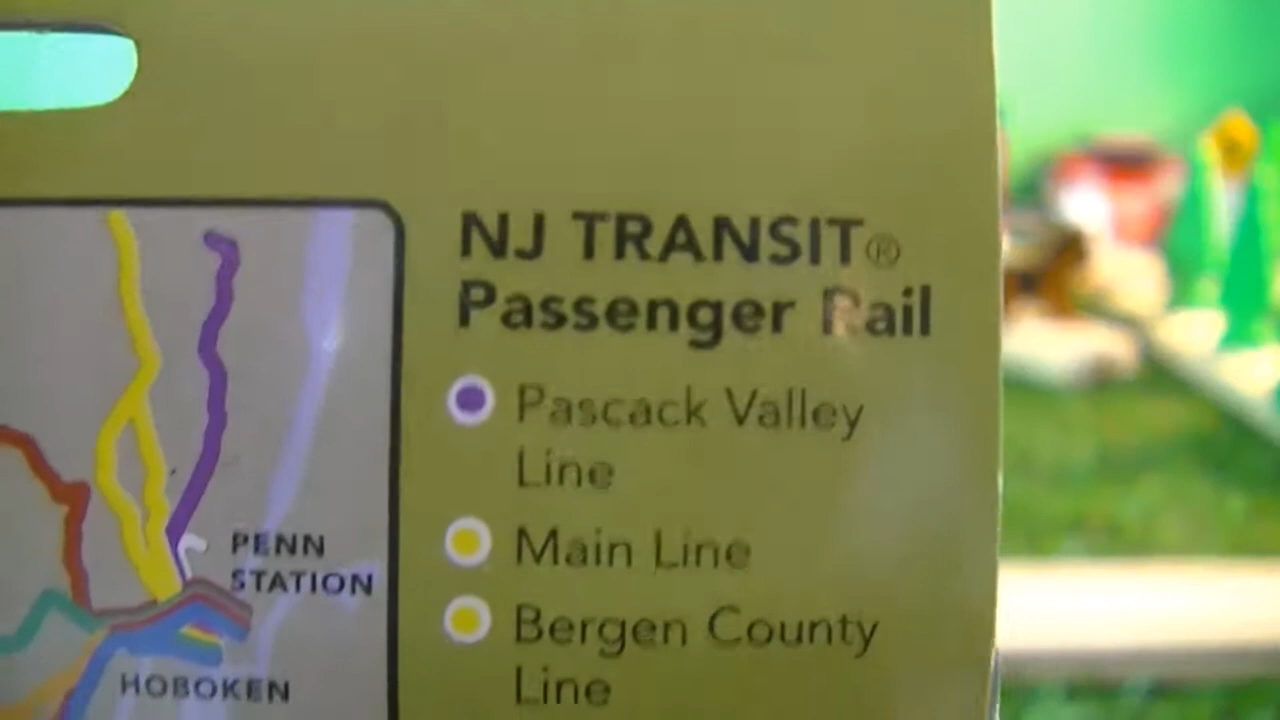 NJ TRANSIT®
Passenger Rail
Pascack Valley
Line
Main Line
Bergen County
Line
PENN
STATION
HOBOKEN